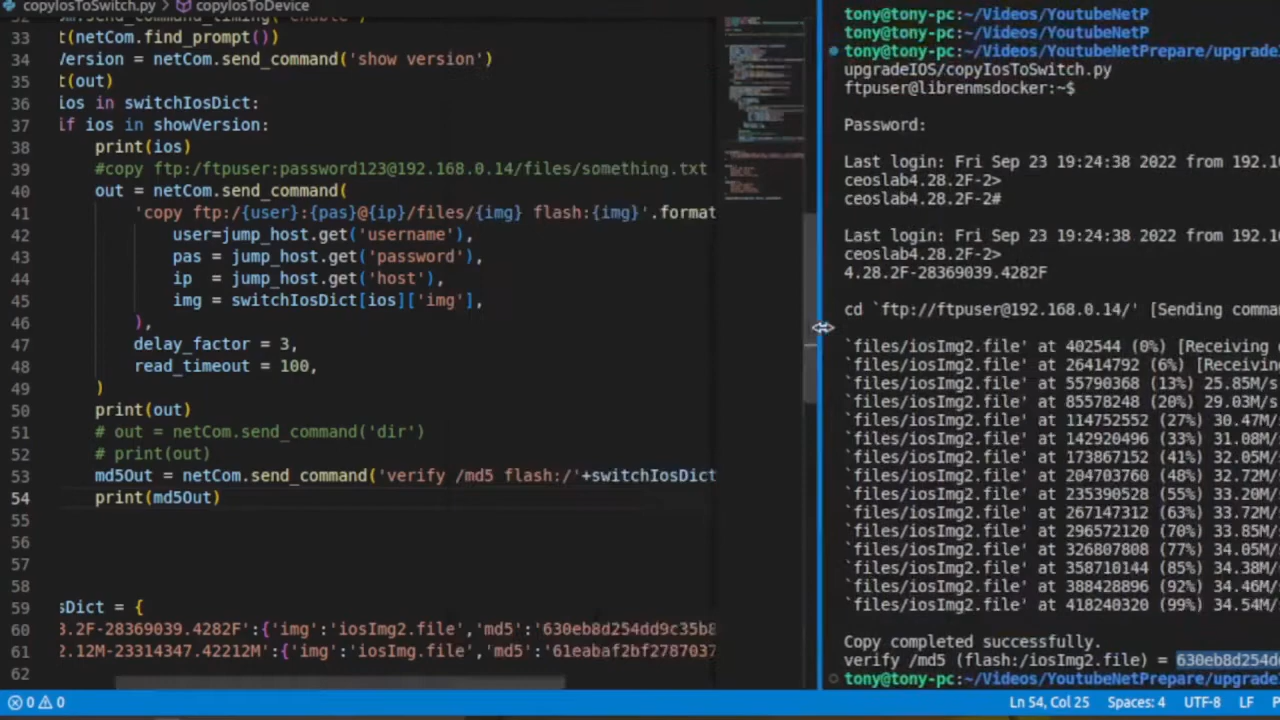 copyIosToSwitch.py > copyIosToDevice
32 .send_command_timing('enable')
33 t(netCom.find_prompt())
34 Version = netCom.send_command('show version')
35 t(out)
36 ios in switchIosDict:
37 if ios in showVersion:
38 print(ios)
39 #copy ftp:/ftpuser:password123@192.168.0.14/files/something.txt
40 out = netCom.send_command(
41 'copy ftp:/{user}:{pas}@{ip}/files/{img} flash:{img}'.format
42 user=jump_host.get('username'),
43 pas = jump_host.get('password'),
44 ip = jump_host.get('host'),
45 img = switchIosDict[ios]['img'],
46 ),
47 delay_factor = 3,
48 read_timeout = 100,
49 )
50 print(out)
51 # out = netCom.send_command('dir')
52 # print(out)
53 md5Out = netCom.send_command('verify /md5 flash:/'+switchIosDict
54 print(md5Out)
55
56
57
58
59 sDict = {
60 8.2F-28369039.4282F':{'img':'iosImg2.file','md5':'630eb8d254dd9c35b8
61 2.12M-23314347.42212M':{'img':'iosImg.file','md5':'61eabaf2bf2787037
62
tony@tony-pc:~/Videos/YoutubeNetP
tony@tony-pc:~/Videos/YoutubeNetP
tony@tony-pc:~/Videos/YoutubeNetPrepare/upgrade
upgradeIOS/copyIosToSwitch.py
ftpuser@librenmsdocker:~$
Password:
Last login: Fri Sep 23 19:24:38 2022 from 192.1
ceoslab4.28.2F-2>
ceoslab4.28.2F-2#
Last login: Fri Sep 23 19:24:38 2022 from 192.1
ceoslab4.28.2F-2>
4.28.2F-28369039.4282F
cd `ftp://ftpuser@192.168.0.14/' [Sending comma
`files/iosImg2.file' at 402544 (0%) [Receiving
`files/iosImg2.file' at 26414792 (6%) [Receivin
`files/iosImg2.file' at 55790368 (13%) 25.85M/s
`files/iosImg2.file' at 85578248 (20%) 29.03M/s
`files/iosImg2.file' at 114752552 (27%) 30.47M/
`files/iosImg2.file' at 142920496 (33%) 31.08M/
`files/iosImg2.file' at 173867152 (41%) 32.05M/
`files/iosImg2.file' at 204703760 (48%) 32.72M/
`files/iosImg2.file' at 235390528 (55%) 33.20M/
`files/iosImg2.file' at 267147312 (63%) 33.72M/
`files/iosImg2.file' at 296572120 (70%) 33.85M/
`files/iosImg2.file' at 326807808 (77%) 34.05M/
`files/iosImg2.file' at 358710144 (85%) 34.38M/
`files/iosImg2.file' at 388428896 (92%) 34.46M/
`files/iosImg2.file' at 418240320 (99%) 34.54M/
Copy completed successfully.
verify /md5 (flash:/iosImg2.file) = 630eb8d254d
tony@tony-pc:~/Videos/YoutubeNetPrepare/upgrade
0 0 Ln 54, Col 25 Spaces: 4 UTF-8 LF